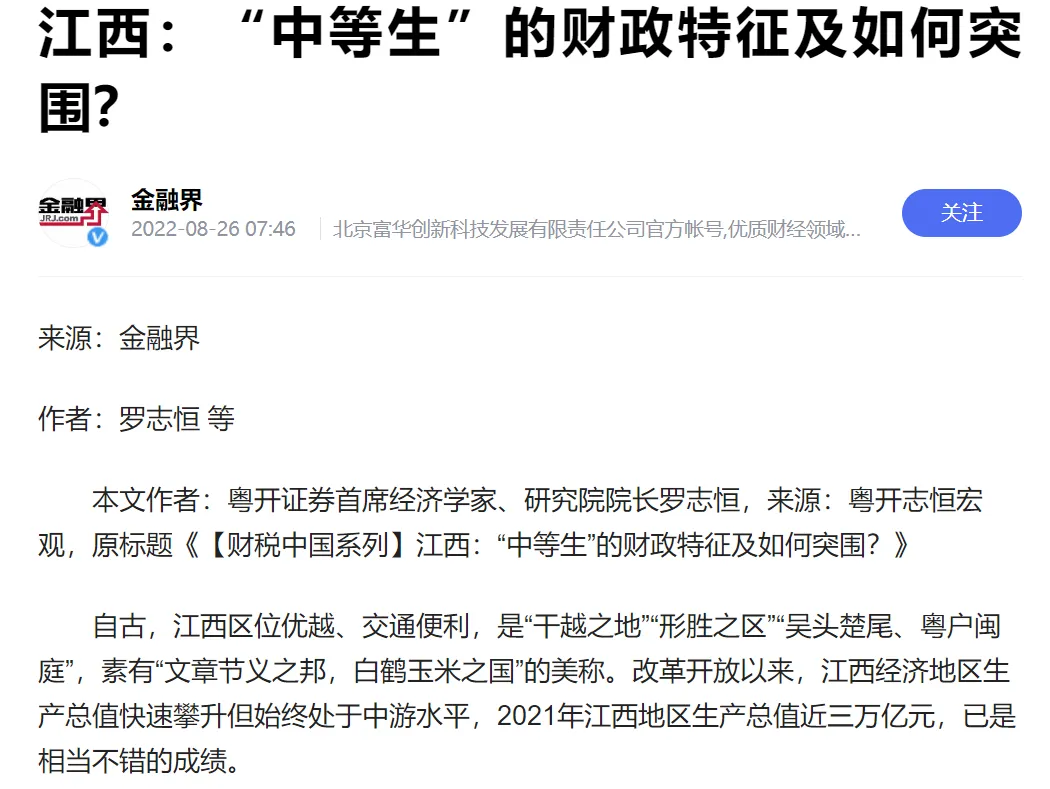 江西：“中等生”的财政特征及如何突
围？
金融界
JRJ.com
金融界
2022-08-26 07:46
北京富华创新科技发展有限责任公司官方帐号,优质财经领域...
关注
来源：金融界
作者：罗志恒 等
本文作者：粤开证券首席经济学家、研究院院长罗志恒，来源：粤开志恒宏
观，原标题《【财税中国系列】江西：“中等生”的财政特征及如何突围？》
自古，江西区位优越、交通便利，是“干越之地”“形胜之区”“吴头楚尾、粤户闽
庭”，素有“文章节义之邦，白鹤玉米之国”的美称。改革开放以来，江西经济地区生
产总值快速攀升但始终处于中游水平，2021年江西地区生产总值近三万亿元，已是
相当不错的成绩。